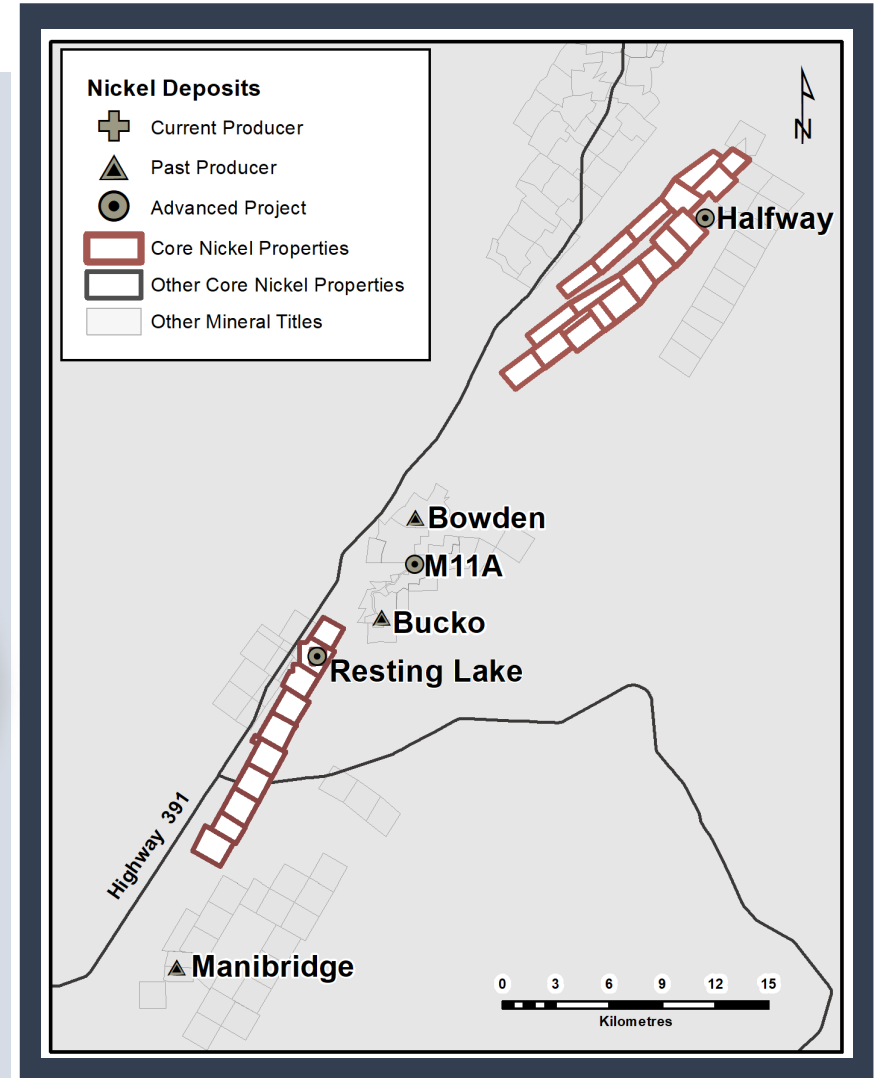 Nickel Deposits
Current Producer
Past Producer
Advanced Project
Core Nickel Properties
Other Core Nickel Properties
Other Mineral Titles
N
Halfway
Bowden
M11A
Bucko
Resting Lake
Highway 391
Manibridge
0 3 6 9 12 15
Kilometres